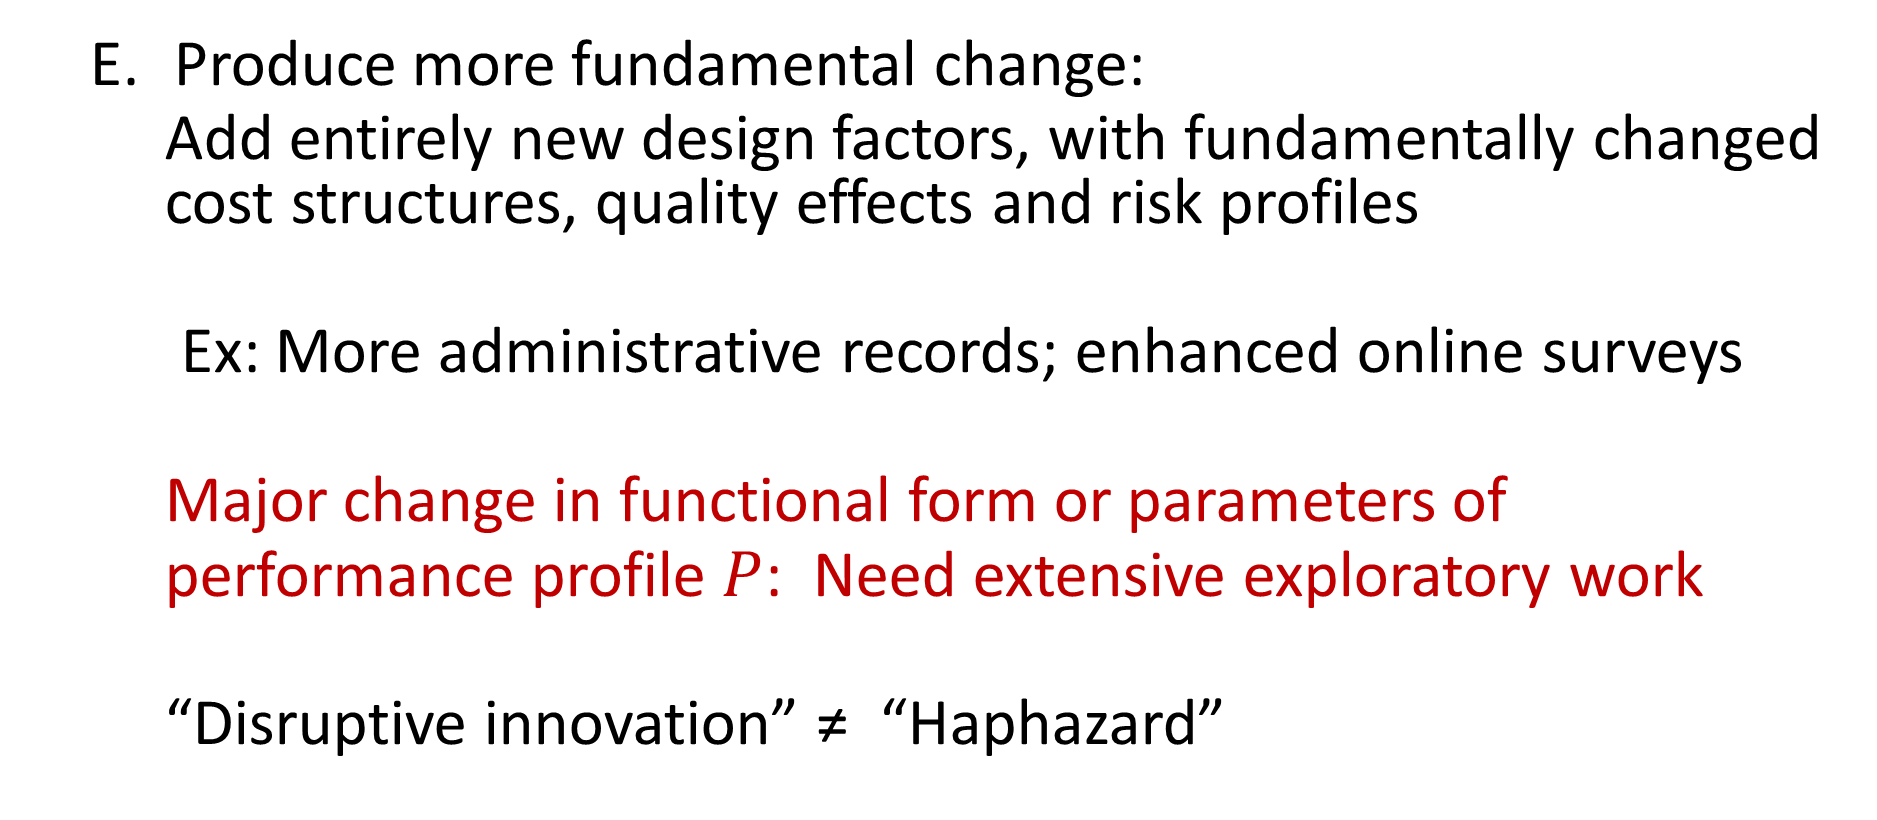 E. Produce more fundamental change:
Add entirely new design factors, with fundamentally changed
cost structures, quality effects and risk profiles
Ex: More administrative records; enhanced online surveys
Major change in functional form or parameters of
performance profile P: Need extensive exploratory work
“Disruptive innovation” ≠ “Haphazard”